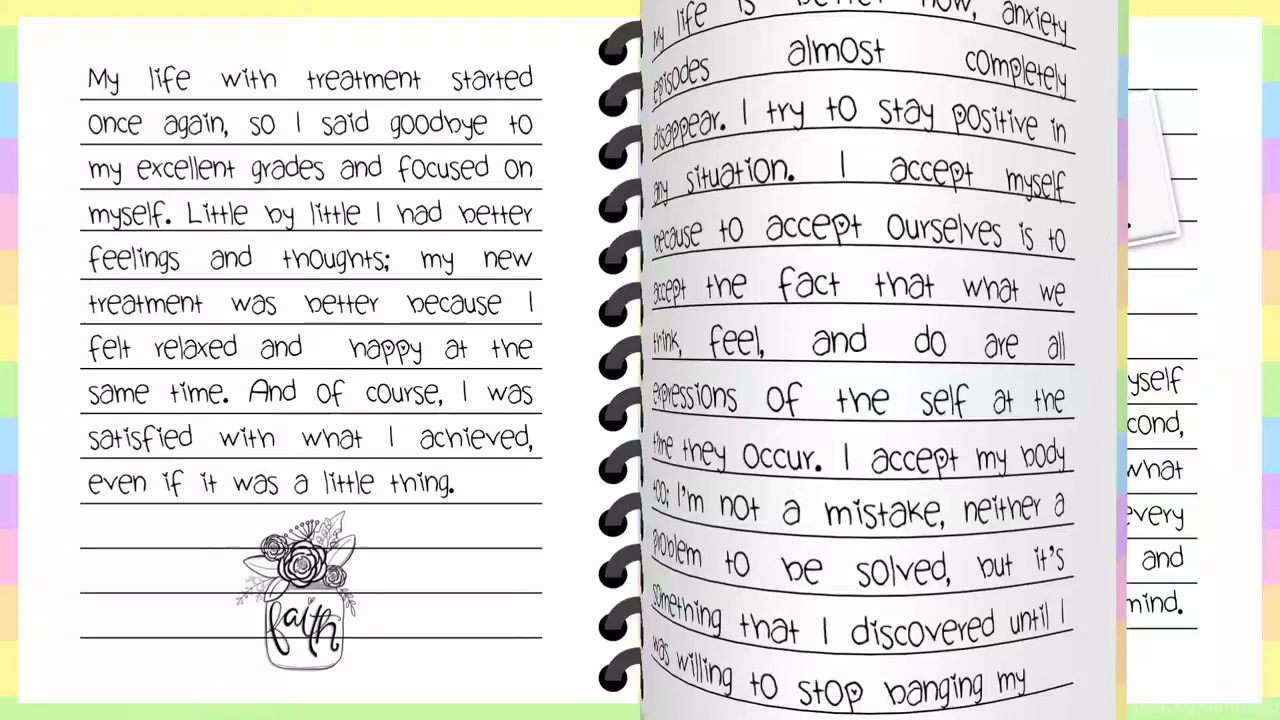 My life with treatment started
once again, so I said goodbye to
my excellent grades and focused on
myself. Little by little I had better
feelings and thoughts; my new
treatment was better because I
felt relaxed and happy at the
same time. And of course, I was
satisfied with what I achieved,
even if it was a little thing.
faith
My life is better now, anxiety
episodes almost completely
disappear. I try to stay positive in
any situation. I accept myself
because to accept ourselves is to
accept the fact that what we
think, feel, and do are all
expressions of the self at the
time they occur. I accept my body
too; I'm not a mistake, neither a
problem to be solved, but it's
something that I discovered until I
was willing to stop banging my
yself
cond,
what
every
and
mind.